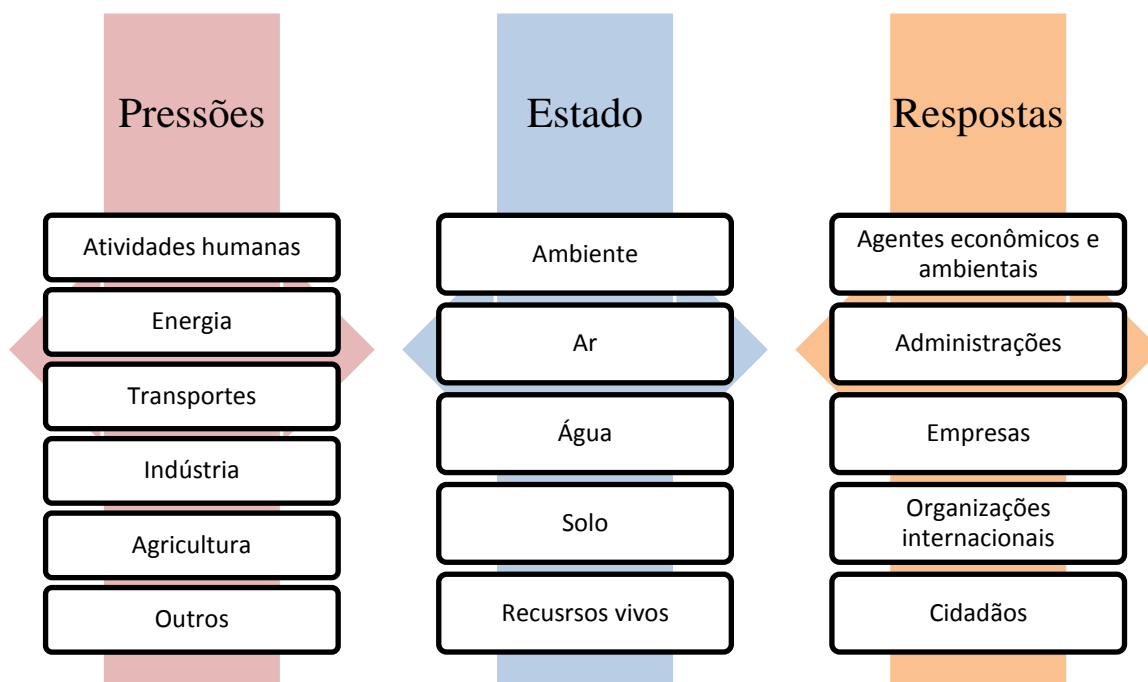 Pressões
Atividades humanas
Energia
Transportes
Indústria
Agricultura
Outros
Estado
Ambiente
Ar
Água
Solo
Recusrsos vivos
Respostas
Agentes econômicos e
ambientais
Administrações
Empresas
Organizações
internacionais
Cidadãos